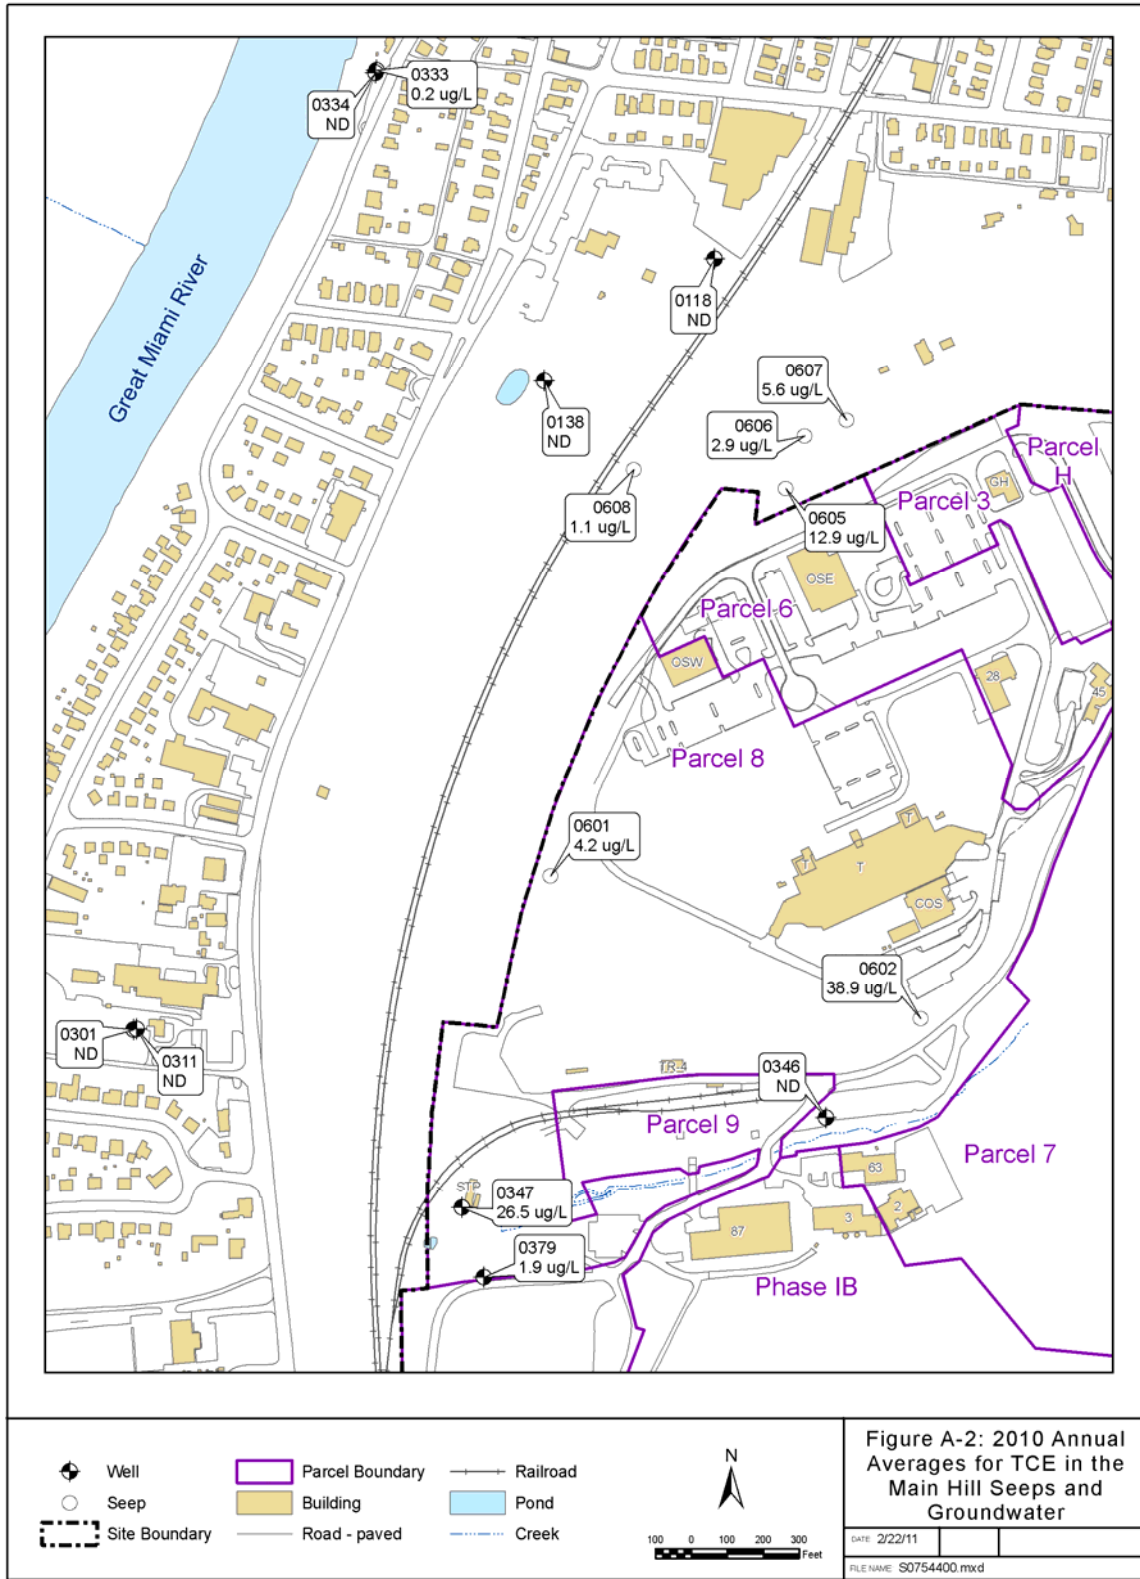 0333
0.2 ug/L
0334
ND
Great Miami River
0118
ND
0138
ND
0607
5.6 ug/L
0606
2.9 ug/L
0608
1.1 ug/L
0605
12.9 ug/L
Parcel
H
GH
Parcel 3
OSE
Parcel 6
OSW
28
45
Parcel 8
0601
4.2 ug/L
T
T
T
COS
0602
38.9 ug/L
0301
ND
0311
ND
TR-4
0346
ND
Parcel 9
Parcel 7
63
STP
0347
26.5 ug/L
2
3
87
0379
1.9 ug/L
Phase IB
Well
Seep
Site Boundary
Parcel Boundary
Building
Road - paved
Railroad
Pond
Creek
N
100 0 100 200 300
Feet
Figure A-2: 2010 Annual
Averages for TCE in the
Main Hill Seeps and
Groundwater
DATE 2/22/11
FILE NAME S0754400.mxd